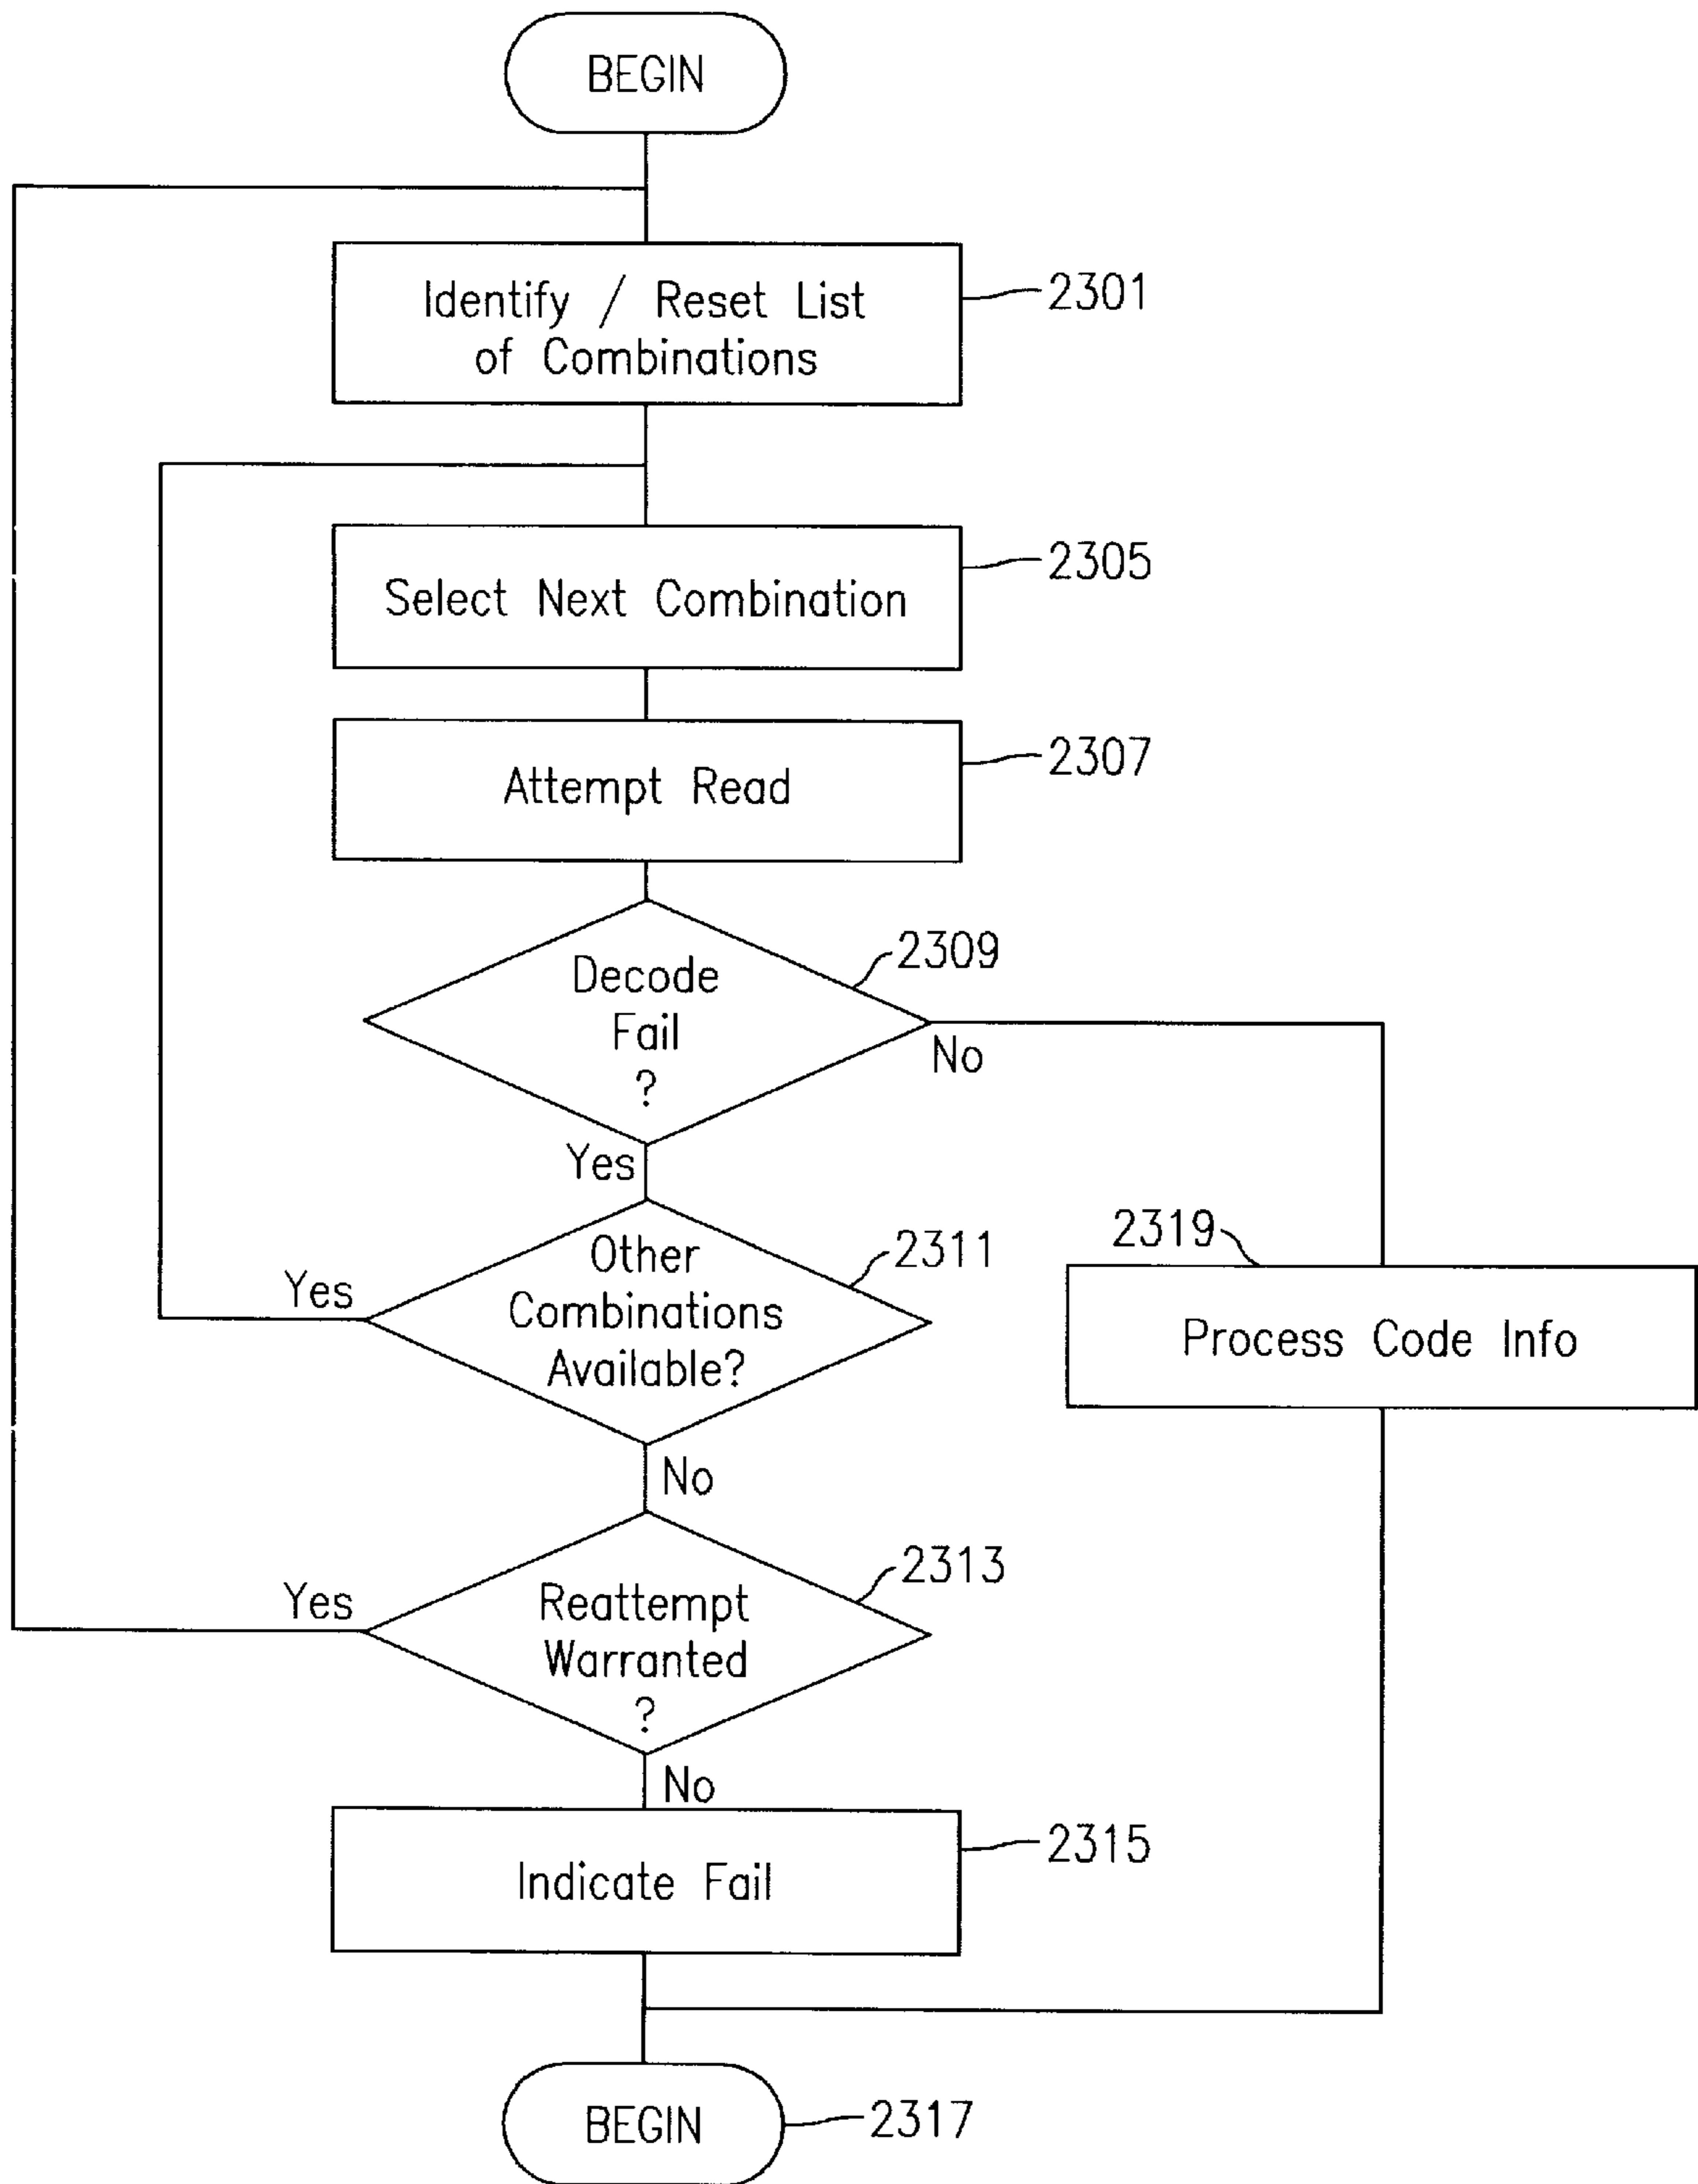 BEGIN
Identify / Reset List
of Combinations
2301
Select Next Combination
2305
Attempt Read
2307
Decode
Fail
?
2309
No
Yes
Other
Combinations
Available?
2311
Yes
No
2319
Process Code Info
Reattempt
Warranted
?
2313
Yes
No
Indicate Fail
2315
BEGIN
2317